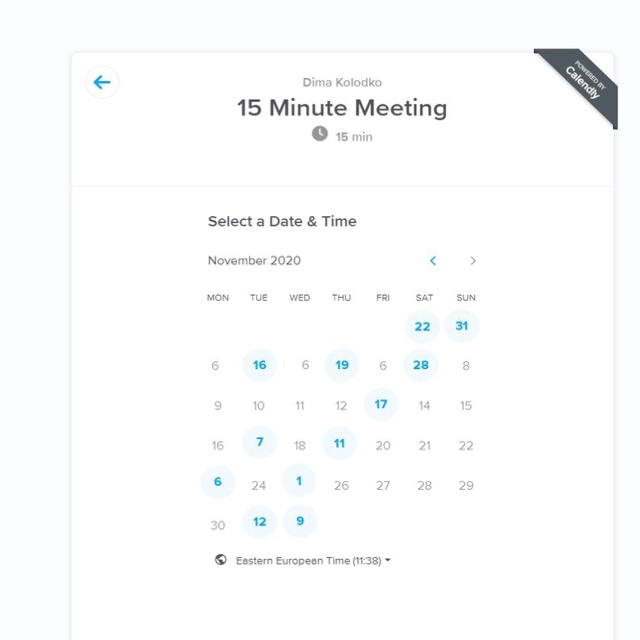 POWERED BY
Calendly
Dima Kolodko
15 Minute Meeting
15 min
Select a Date & Time
November 2020
MON TUE WED THU FRI SAT SUN
22 31
6 16 6 19 6 28 8
9 10 11 12 17 14 15
16 7 18 11 20 21 22
6 24 1 26 27 28 29
30 12 9
Eastern European Time (11:38)